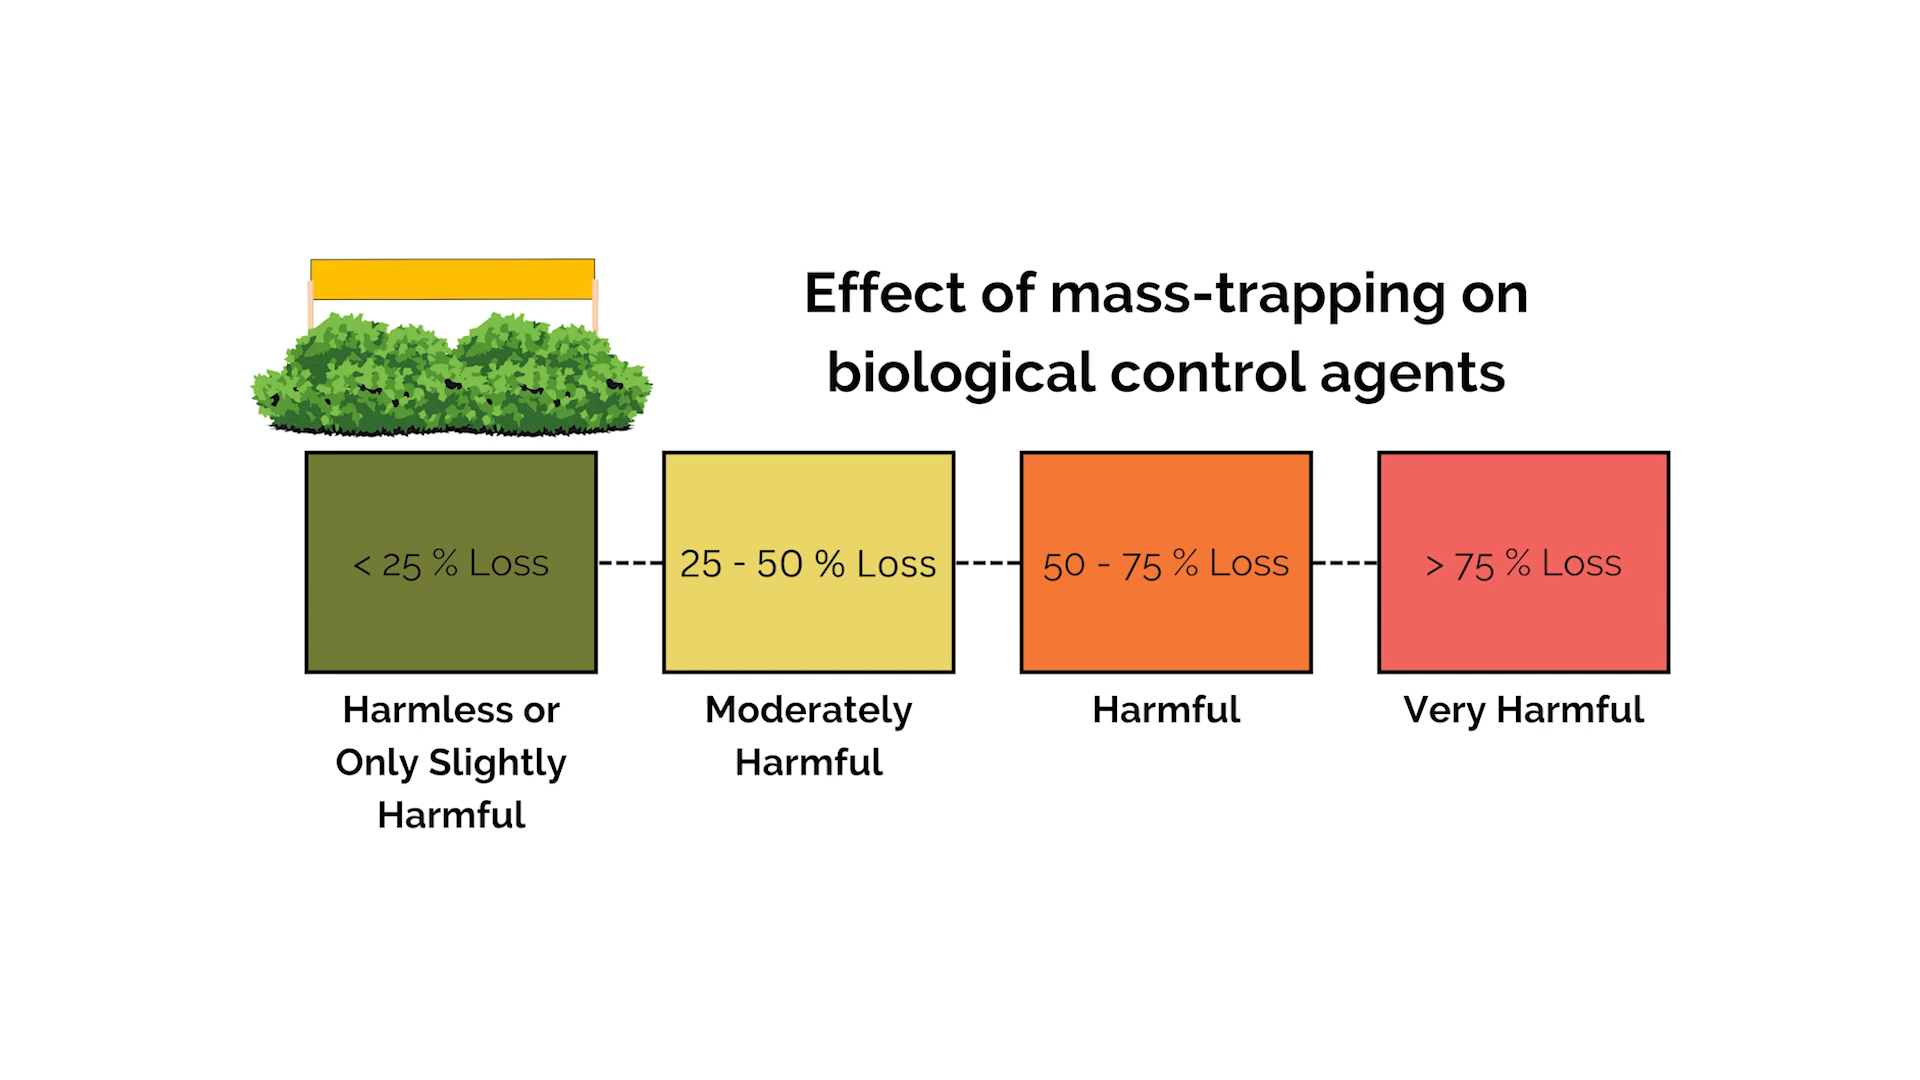 Effect of mass-trapping on
biological control agents
< 25 % Loss
25 - 50 % Loss
50 - 75 % Loss
> 75 % Loss
Harmless or
Only Slightly
Harmful
Moderately
Harmful
Harmful
Very Harmful